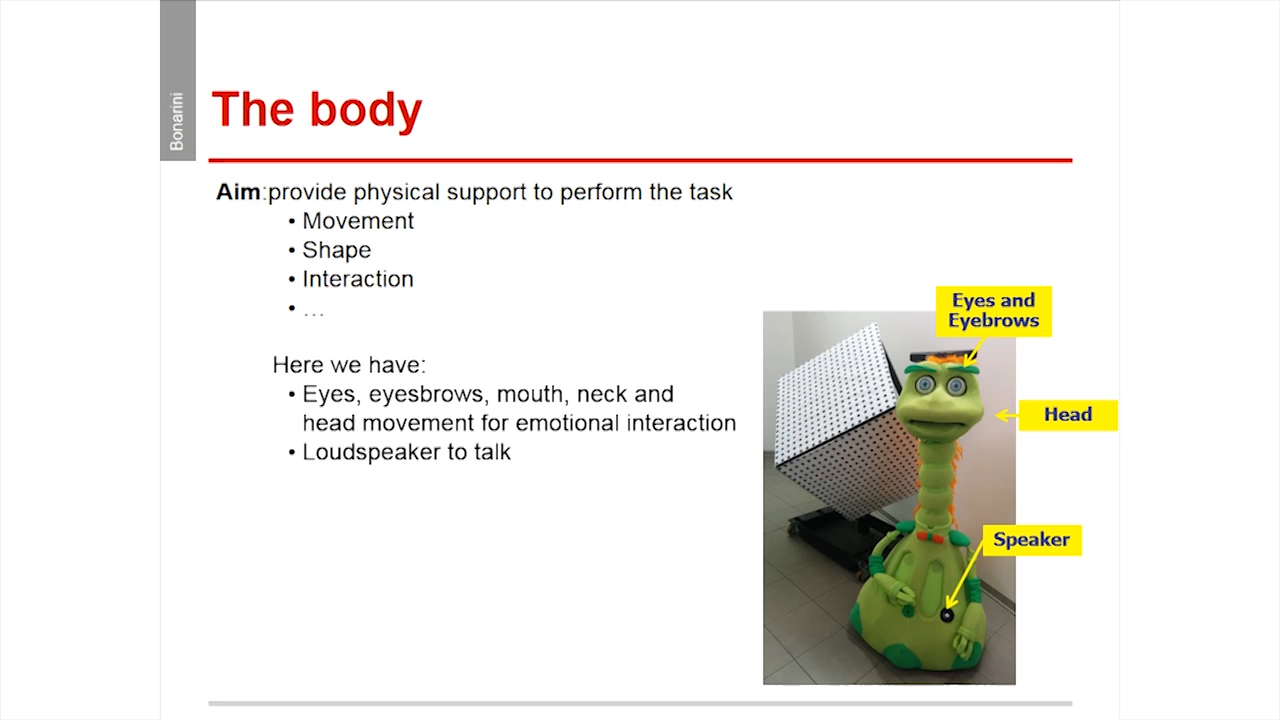 Bonarini
The body
Aim:provide physical support to perform the task
• Movement
• Shape
• Interaction
• ...
Here we have:
• Eyes, eyesbrows, mouth, neck and
head movement for emotional interaction
• Loudspeaker to talk
Eyes and
Eyebrows
Head
Speaker